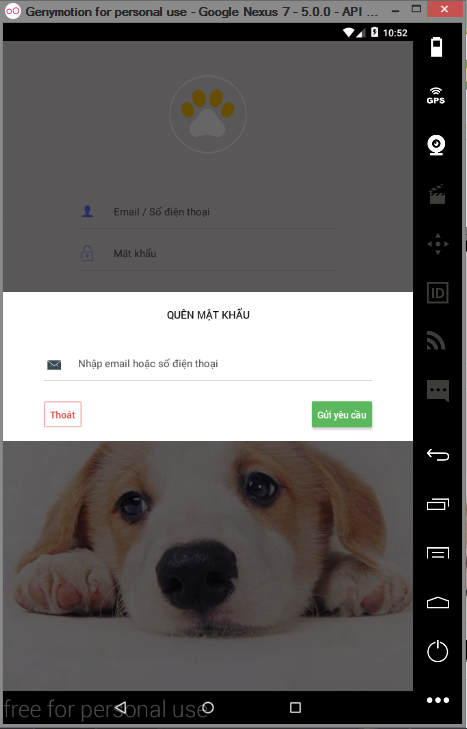 Genymotion for personal use - Google Nexus 7 - 5.0.0 - API ...
10:52
GPS
Email / Số điện thoại
Mật khẩu
QUÊN MẬT KHẨU
ID
Nhập email hoặc số điện thoại
Thoát
Gửi yêu cầu
free for personal use